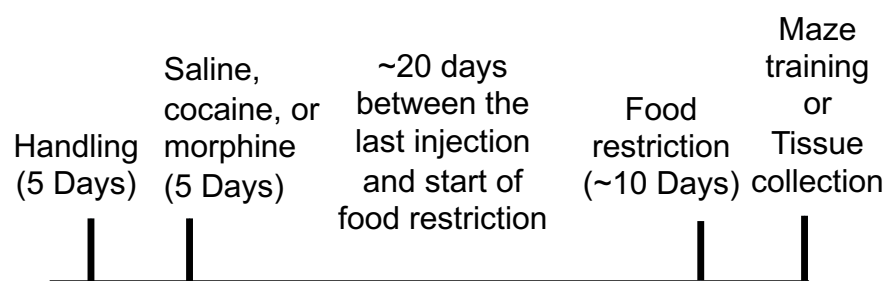 Handling
(5 Days)
Saline,
cocaine, or
morphine
(5 Days)
~20 days
between the
last injection
and start of
food restriction
Food
restriction
(~10 Days)
Maze
training
or
Tissue
collection